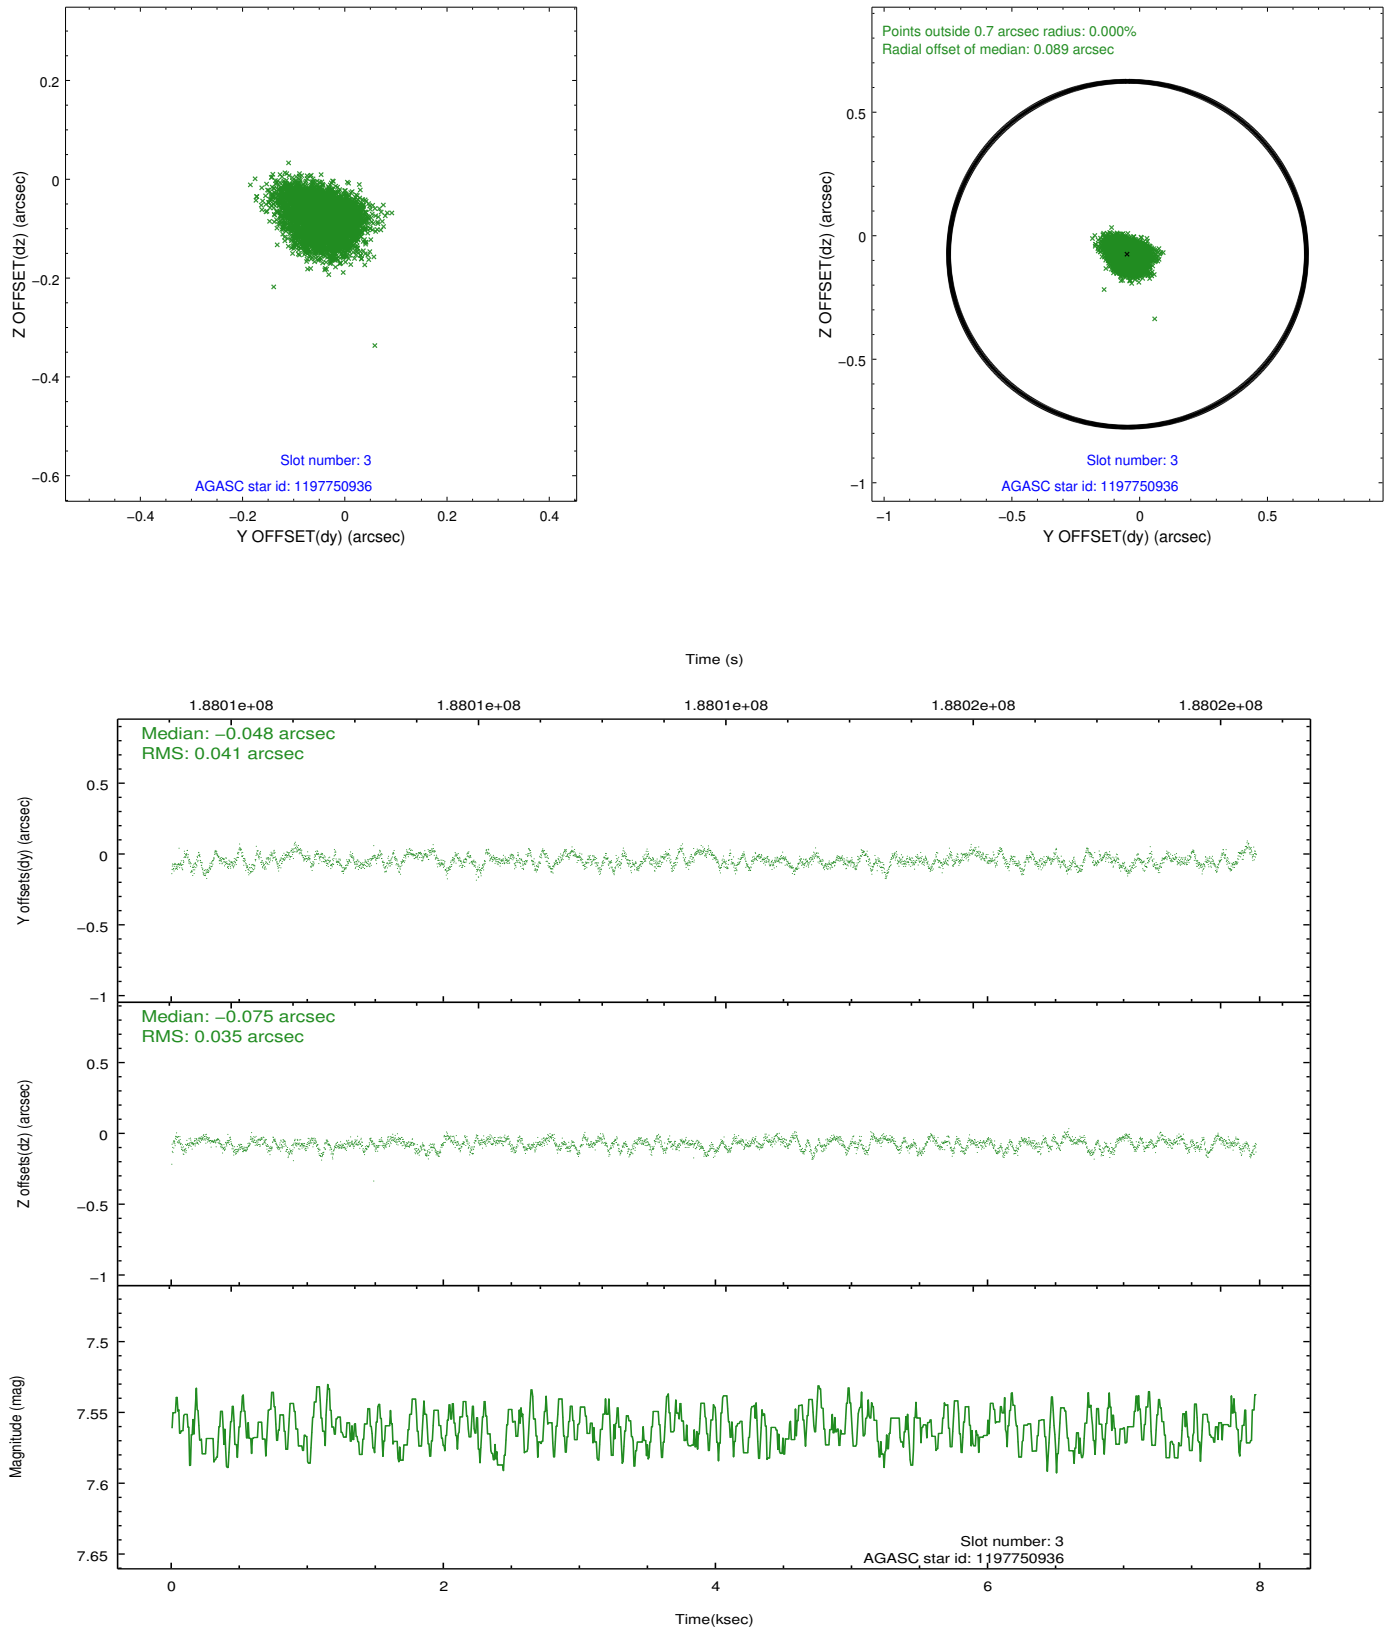 0.2
0
−0.2
−0.4
−0.6
Z OFFSET(dz) (arcsec)
Slot number: 3
AGASC star id: 1197750936
−0.4
−0.2
0
0.2
0.4
Y OFFSET(dy) (arcsec)
Points outside 0.7 arcsec radius: 0.000%
Radial offset of median: 0.089 arcsec
0.5
0
−0.5
−1
Z OFFSET(dz) (arcsec)
Slot number: 3
AGASC star id: 1197750936
−1
−0.5
0
0.5
Y OFFSET(dy) (arcsec)
Time (s)
1.8801e+08
1.8801e+08
1.8801e+08
1.8802e+08
1.8802e+08
Median: −0.048 arcsec
RMS: 0.041 arcsec
0.5
0
−0.5
−1
Y offsets(dy) (arcsec)
Median: −0.075 arcsec
RMS: 0.035 arcsec
0.5
0
−0.5
−1
Z offsets(dz) (arcsec)
7.5
7.55
7.6
7.65
Magnitude (mag)
Slot number: 3
AGASC star id: 1197750936
0
2
4
6
8
Time(ksec)